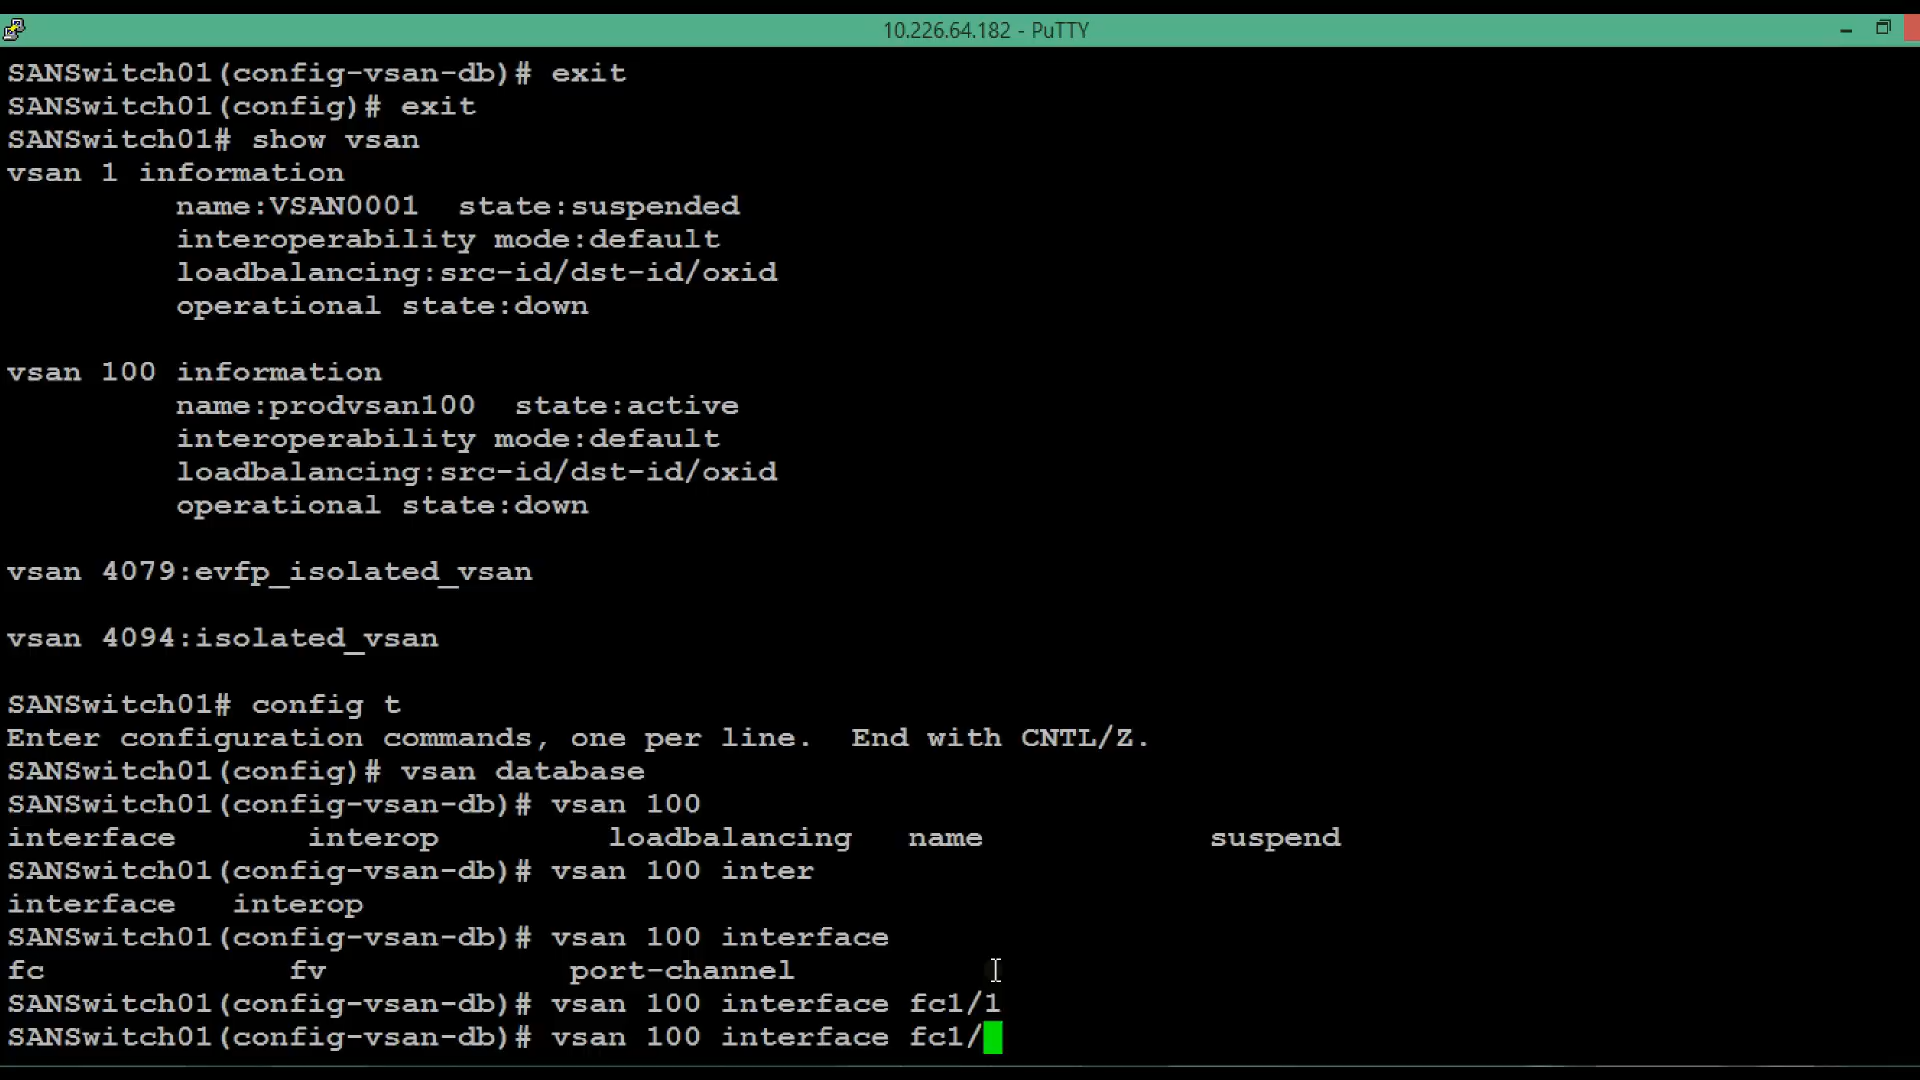 10.226.64.182 - PuTTY
SANSwitch01(config-vsan-db)# exit
SANSwitch01(config)# exit
SANSwitch01# show vsan
vsan 1 information
name:VSAN0001  state:suspended
interoperability mode:default
loadbalancing:src-id/dst-id/oxid
operational state:down
vsan 100 information
name:prodvsan100  state:active
interoperability mode:default
loadbalancing:src-id/dst-id/oxid
operational state:down
vsan 4079:evfp_isolated_vsan
vsan 4094:isolated_vsan
SANSwitch01# config t
Enter configuration commands, one per line.  End with CNTL/Z.
SANSwitch01(config)# vsan database
SANSwitch01(config-vsan-db)# vsan 100
interface       interop         loadbalancing   name            suspend
SANSwitch01(config-vsan-db)# vsan 100 inter
interface   interop
SANSwitch01(config-vsan-db)# vsan 100 interface
fc             fv             port-channel
SANSwitch01(config-vsan-db)# vsan 100 interface fc1/1
SANSwitch01(config-vsan-db)# vsan 100 interface fc1/